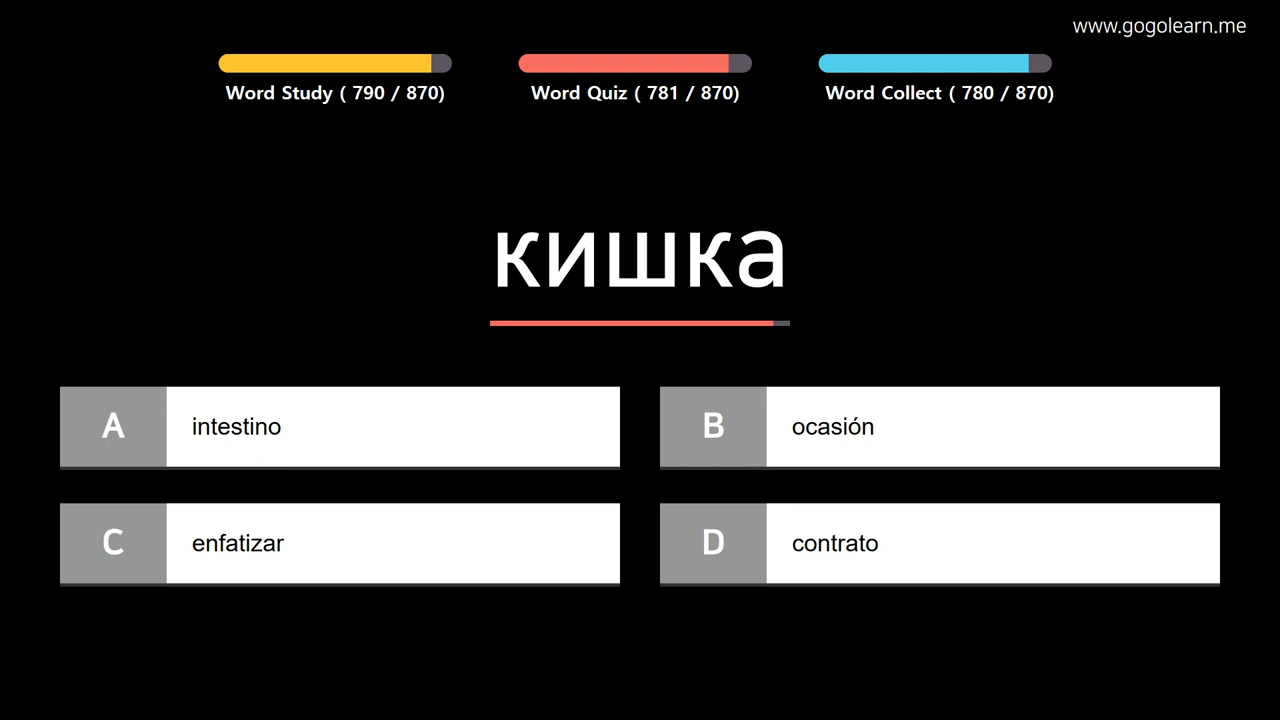 www.gogolearn.me
Word Study ( 790 / 870)
Word Quiz ( 781 / 870)
Word Collect ( 780 / 870)
кишка
A intestino
B ocasión
C enfatizar
D contrato